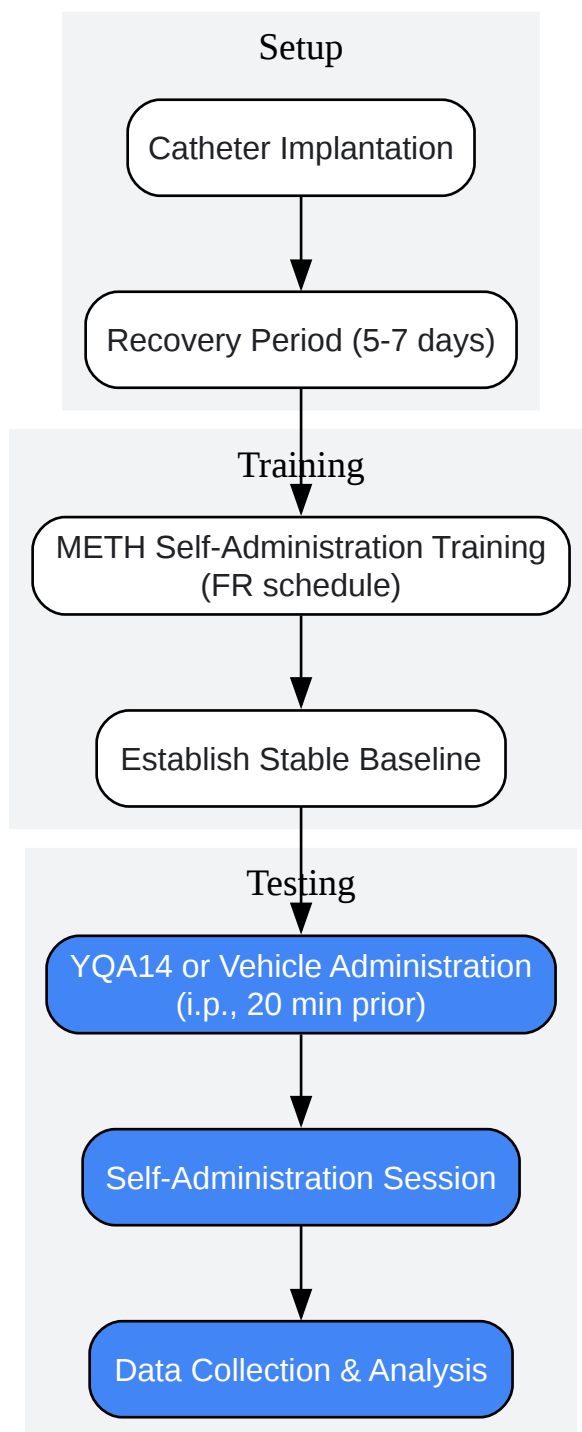 Setup
Catheter Implantation
Recovery Period (5-7 days)
Training
METH Self-Administration Training
(FR schedule)
Establish Stable Baseline
Testing
YQA14 or Vehicle Administration
(i.p., 20 min prior)
Self-Administration Session
Data Collection & Analysis